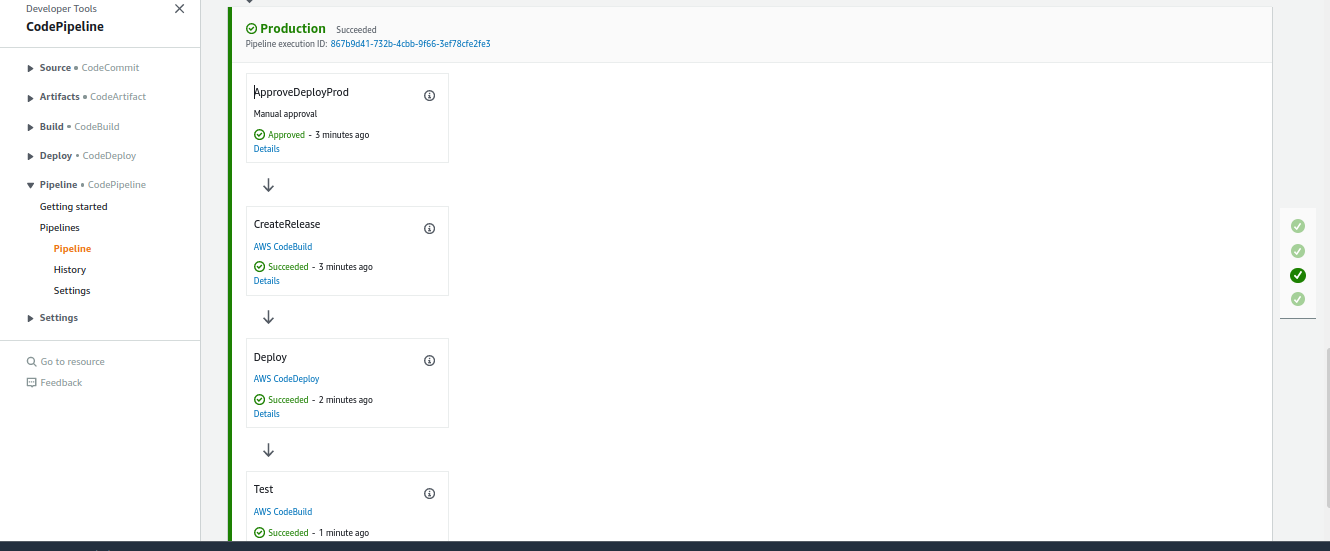 Developer Tools
CodePipeline
Source • CodeCommit
Artifacts • CodeArtifact
Build • CodeBuild
Deploy • CodeDeploy
Pipeline • CodePipeline
Getting started
Pipelines
Pipeline
History
Settings
Settings
Go to resource
Feedback
Production Succeeded
Pipeline execution ID: 867b9d41-732b-4cbb-9f66-3ef78cfe2fe3
ApproveDeployProd
Manual approval
Approved - 3 minutes ago
Details
CreateRelease
AWS CodeBuild
Succeeded - 3 minutes ago
Details
Deploy
AWS CodeDeploy
Succeeded - 2 minutes ago
Details
Test
AWS CodeBuild
Succeeded - 1 minute ago